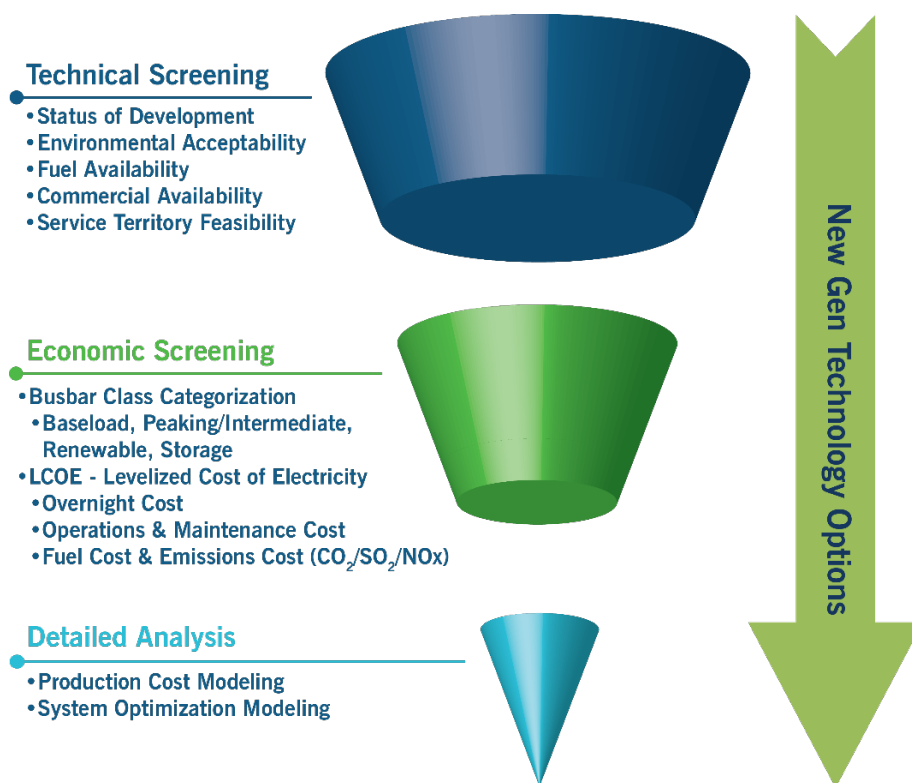 Technical Screening
•Status of Development
•Environmental Acceptability
•Fuel Availability
•Commercial Availability
•Service Territory Feasibility
Economic Screening
•Busbar Class Categorization
•Baseload, Peaking/Intermediate,
Renewable, Storage
•LCOE - Levelized Cost of Electricity
•Overnight Cost
•Operations & Maintenance Cost
•Fuel Cost & Emissions Cost (CO₂/SO₂/NOx)
Detailed Analysis
•Production Cost Modeling
•System Optimization Modeling
New Gen Technology Options